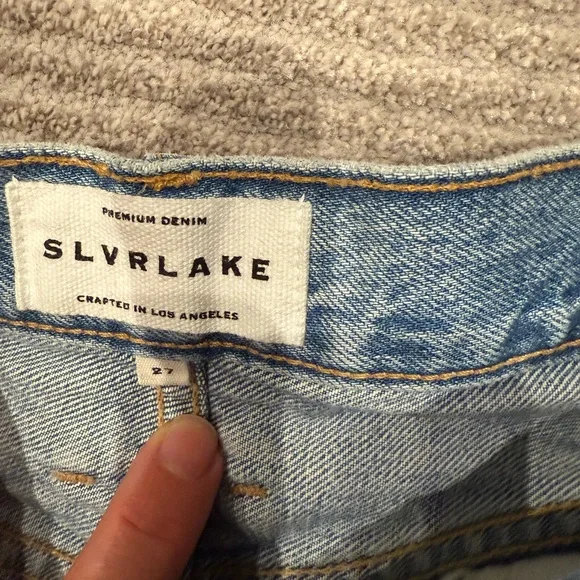 PREMIUM DENIM
SLVRLAKE
CRAFTED IN LOS ANGELES
27